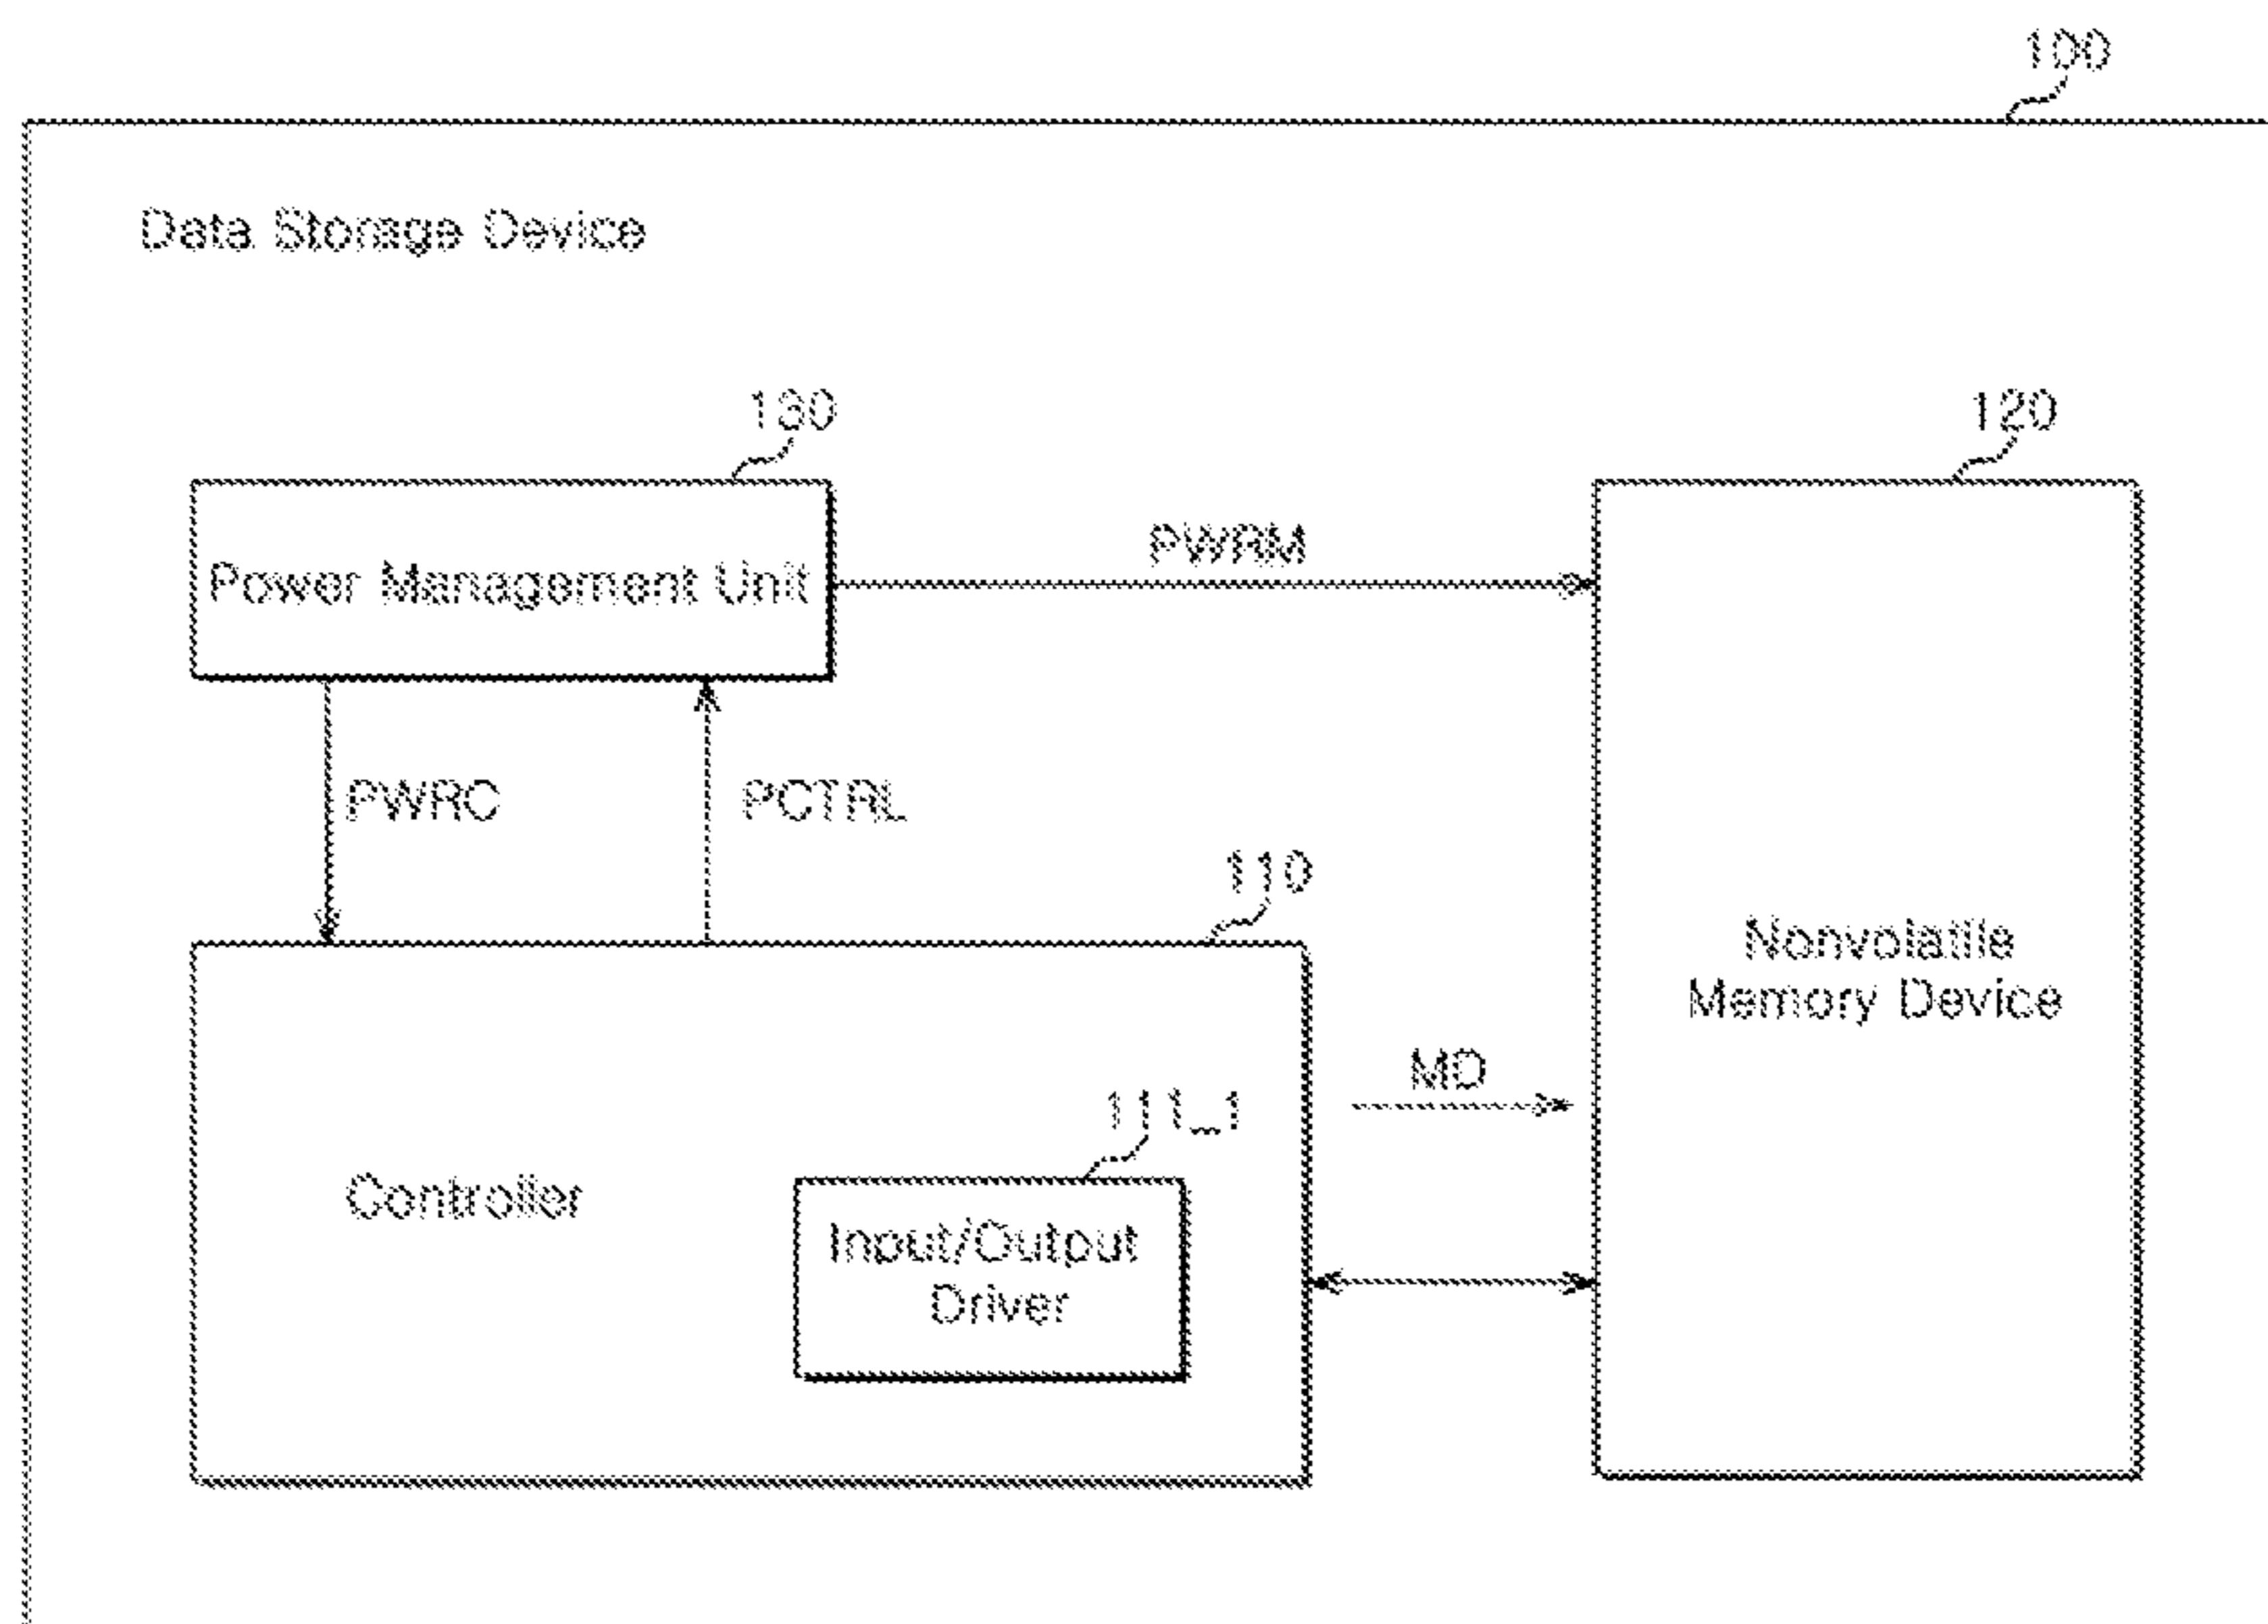 100
Data Storage Device
130
120
Power Management Unit
PWRM
PWRC
PCTRL
110
Nonvolatile
Memory Device
MD
111_1
Controller
Input/Output
Driver